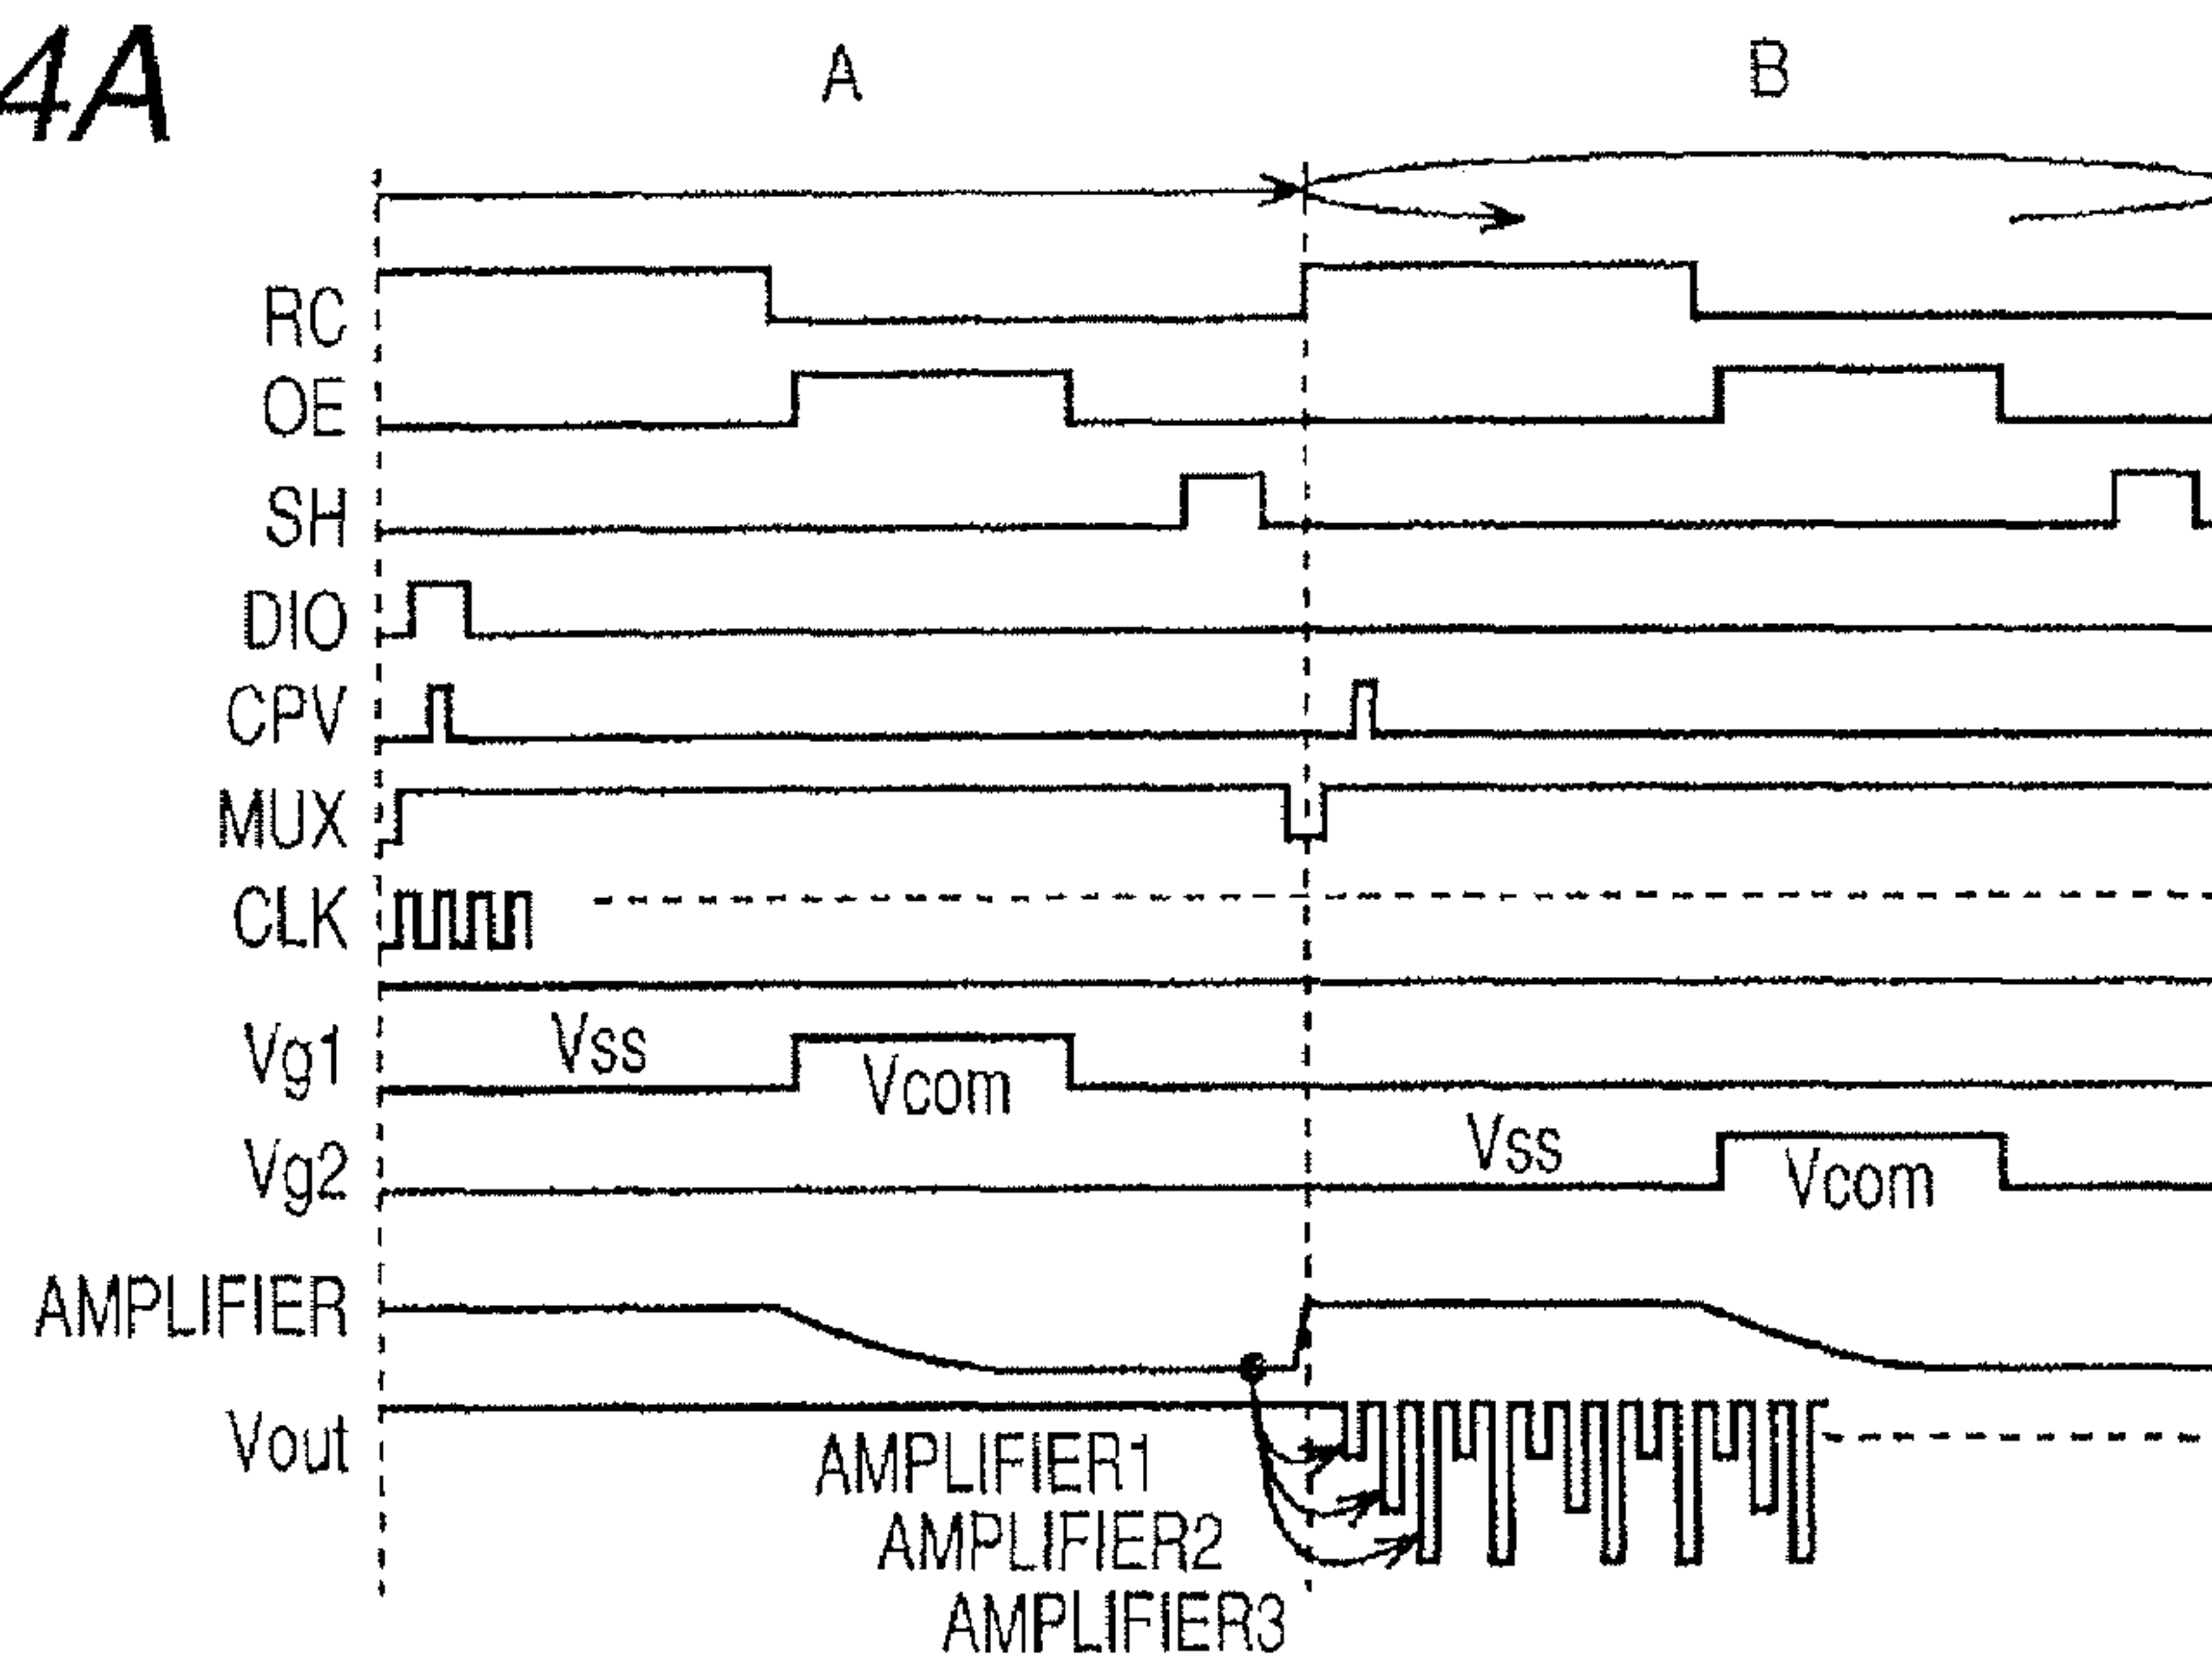 4A
A
B
RC
OE
SH
DIO
CPV
MUX
CLK
Vg1
Vss
Vcom
Vg2
Vss
Vcom
AMPLIFIER
Vout
AMPLIFIER1
AMPLIFIER2
AMPLIFIER3